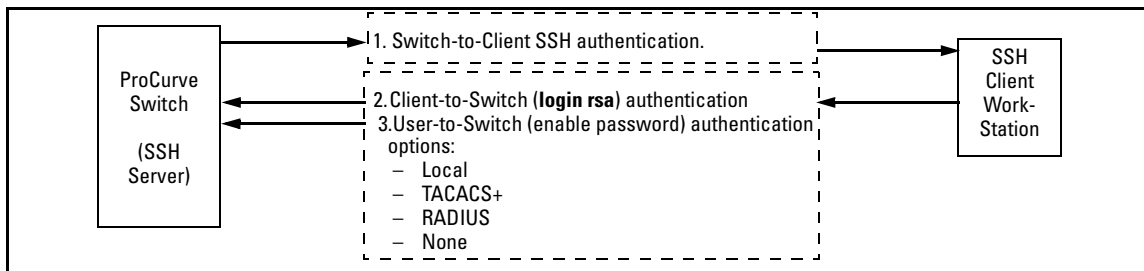 ProCurve
Switch
(SSH
Server)
1. Switch-to-Client SSH authentication.
2.Client-to-Switch (login rsa) authentication
3.User-to-Switch (enable password) authentication
options:
– Local
– TACACS+
– RADIUS
– None
SSH
Client
Work-
Station